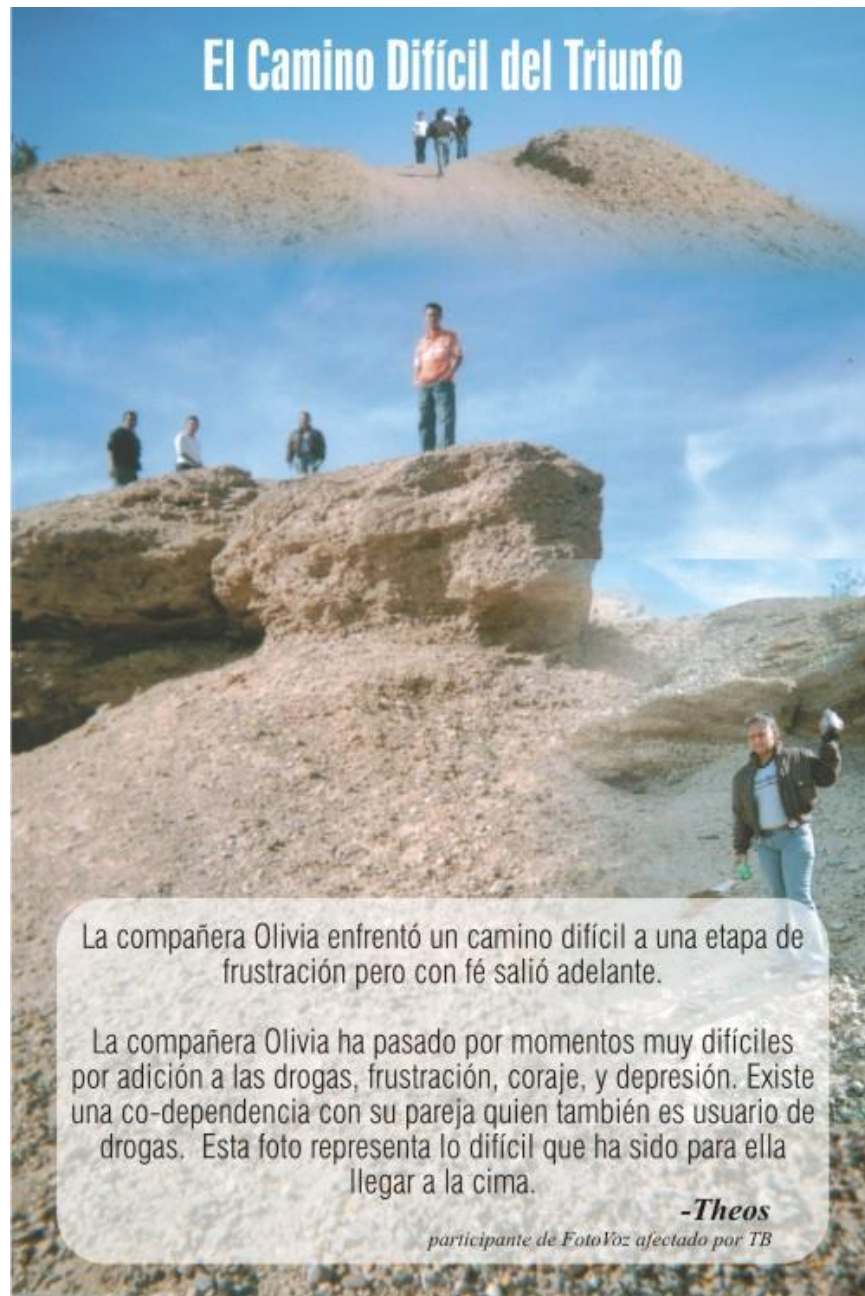 El Camino Difícil del Triunfo
La compañera Olivia enfrentó un camino difícil a una etapa de
frustración pero con fé salió adelante.
La compañera Olivia ha pasado por momentos muy difíciles
por adición a las drogas, frustración, coraje, y depresión. Existe
una co-dependencia con su pareja quien también es usuario de
drogas. Esta foto representa lo difícil que ha sido para ella
llegar a la cima.
-Theos
participante de FotoVoz afectado por TB